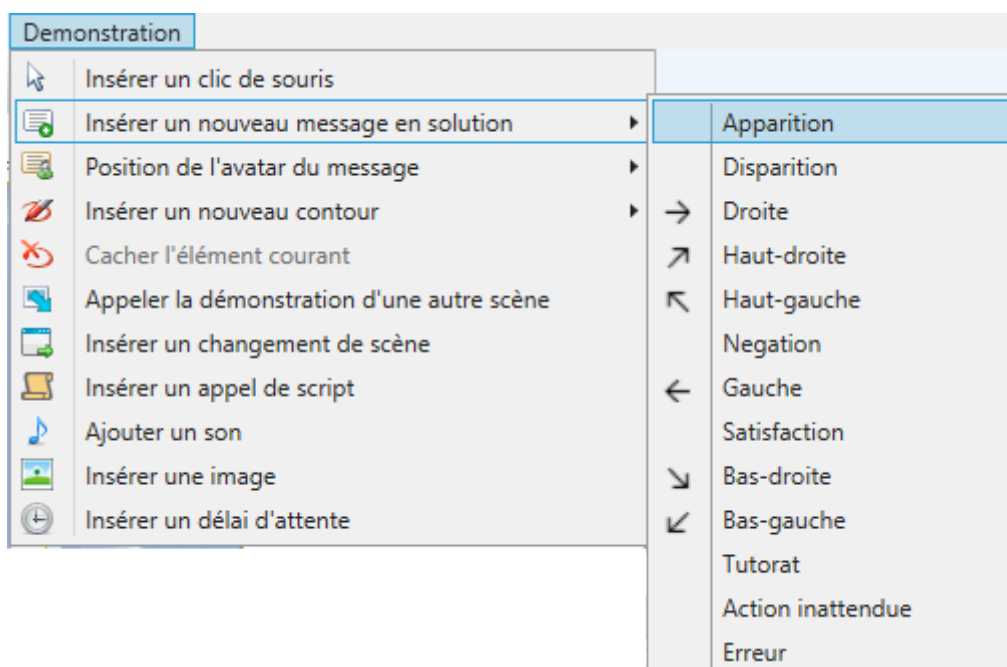 Demonstration
Insérer un clic de souris
Insérer un nouveau message en solution
Position de l'avatar du message
Insérer un nouveau contour
Cacher l'élément courant
Appeler la démonstration d'une autre scène
Insérer un changement de scène
Insérer un appel de script
Ajouter un son
Insérer une image
Insérer un délai d'attente
Apparition
Disparition
Droite
Haut-droite
Haut-gauche
Negation
Gauche
Satisfaction
Bas-droite
Bas-gauche
Tutorat
Action inattendue
Erreur